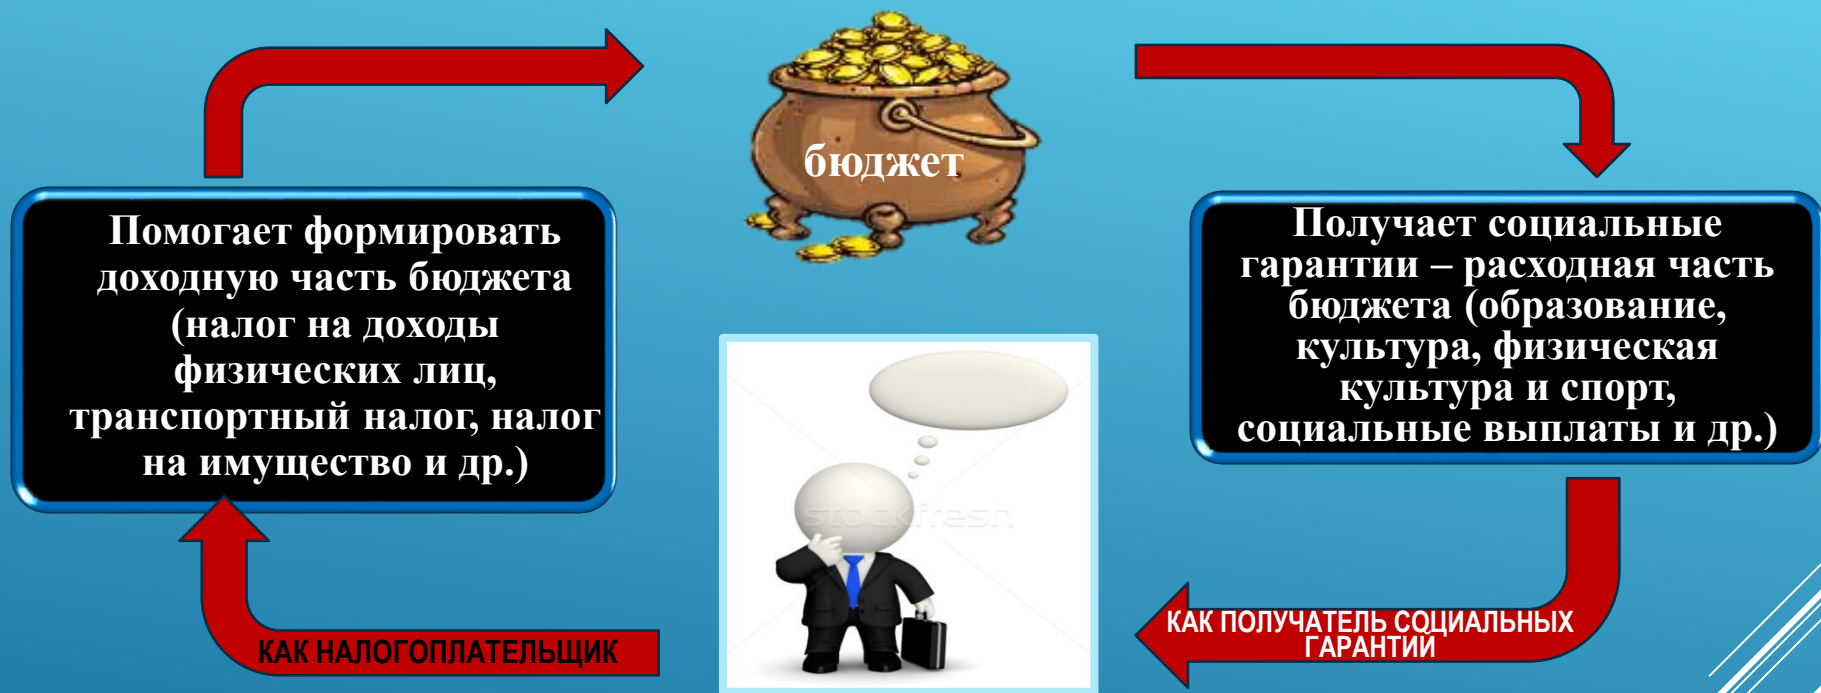 бюджет
Помогает формировать
доходную часть бюджета
(налог на доходы
физических лиц,
транспортный налог, налог
на имущество и др.)
Получает социальные
гарантии – расходная часть
бюджета (образование,
культура, физическая
культура и спорт,
социальные выплаты и др.)
stockfresh
КАК НАЛОГОПЛАТЕЛЬЩИК
КАК ПОЛУЧАТЕЛЬ СОЦИАЛЬНЫХ
ГАРАНТИЙ